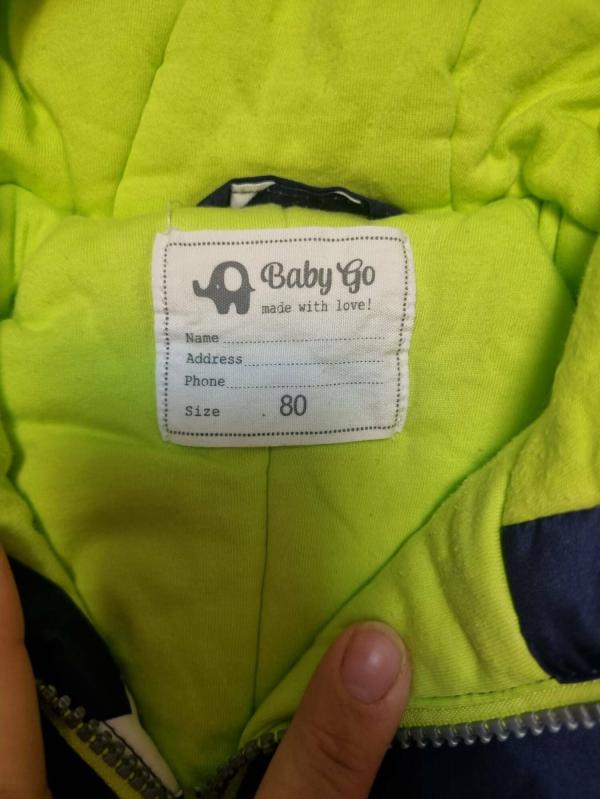 Baby Go
made with love!
Name
Address
Phone
Size 80